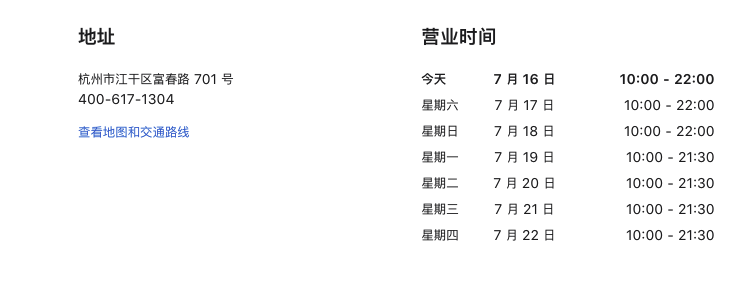 地址
杭州市江干区富春路 701 号
400-617-1304
查看地图和交通路线
营业时间
今天 7 月 16 日 10:00 - 22:00
星期六 7 月 17 日 10:00 - 22:00
星期日 7 月 18 日 10:00 - 22:00
星期一 7 月 19 日 10:00 - 21:30
星期二 7 月 20 日 10:00 - 21:30
星期三 7 月 21 日 10:00 - 21:30
星期四 7 月 22 日 10:00 - 21:30